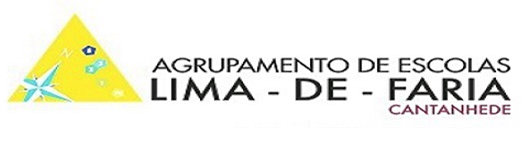 N
AGRUPAMENTO DE ESCOLAS
LIMA - DE - FARIA
CANTANHEDE